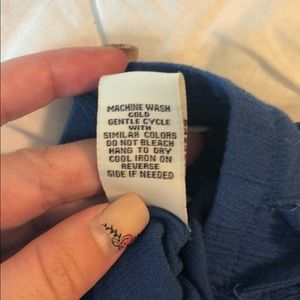 MACHINE WASH
COLD
GENTLE CYCLE
WITH
SIMILAR COLORS
DO NOT BLEACH
HANG TO DRY
COOL IRON ON
REVERSE
SIDE IF NEEDED